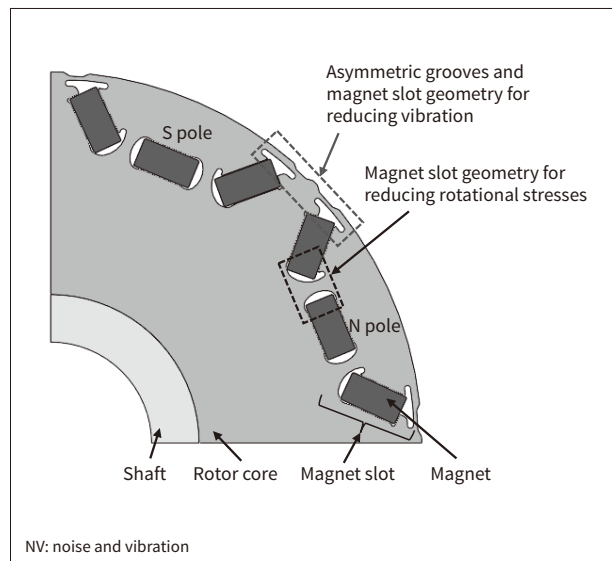 Asymmetric grooves and
magnet slot geometry for
reducing vibration
S pole
Magnet slot geometry for
reducing rotational stresses
N pole
Shaft
Rotor core
Magnet slot
Magnet
NV: noise and vibration